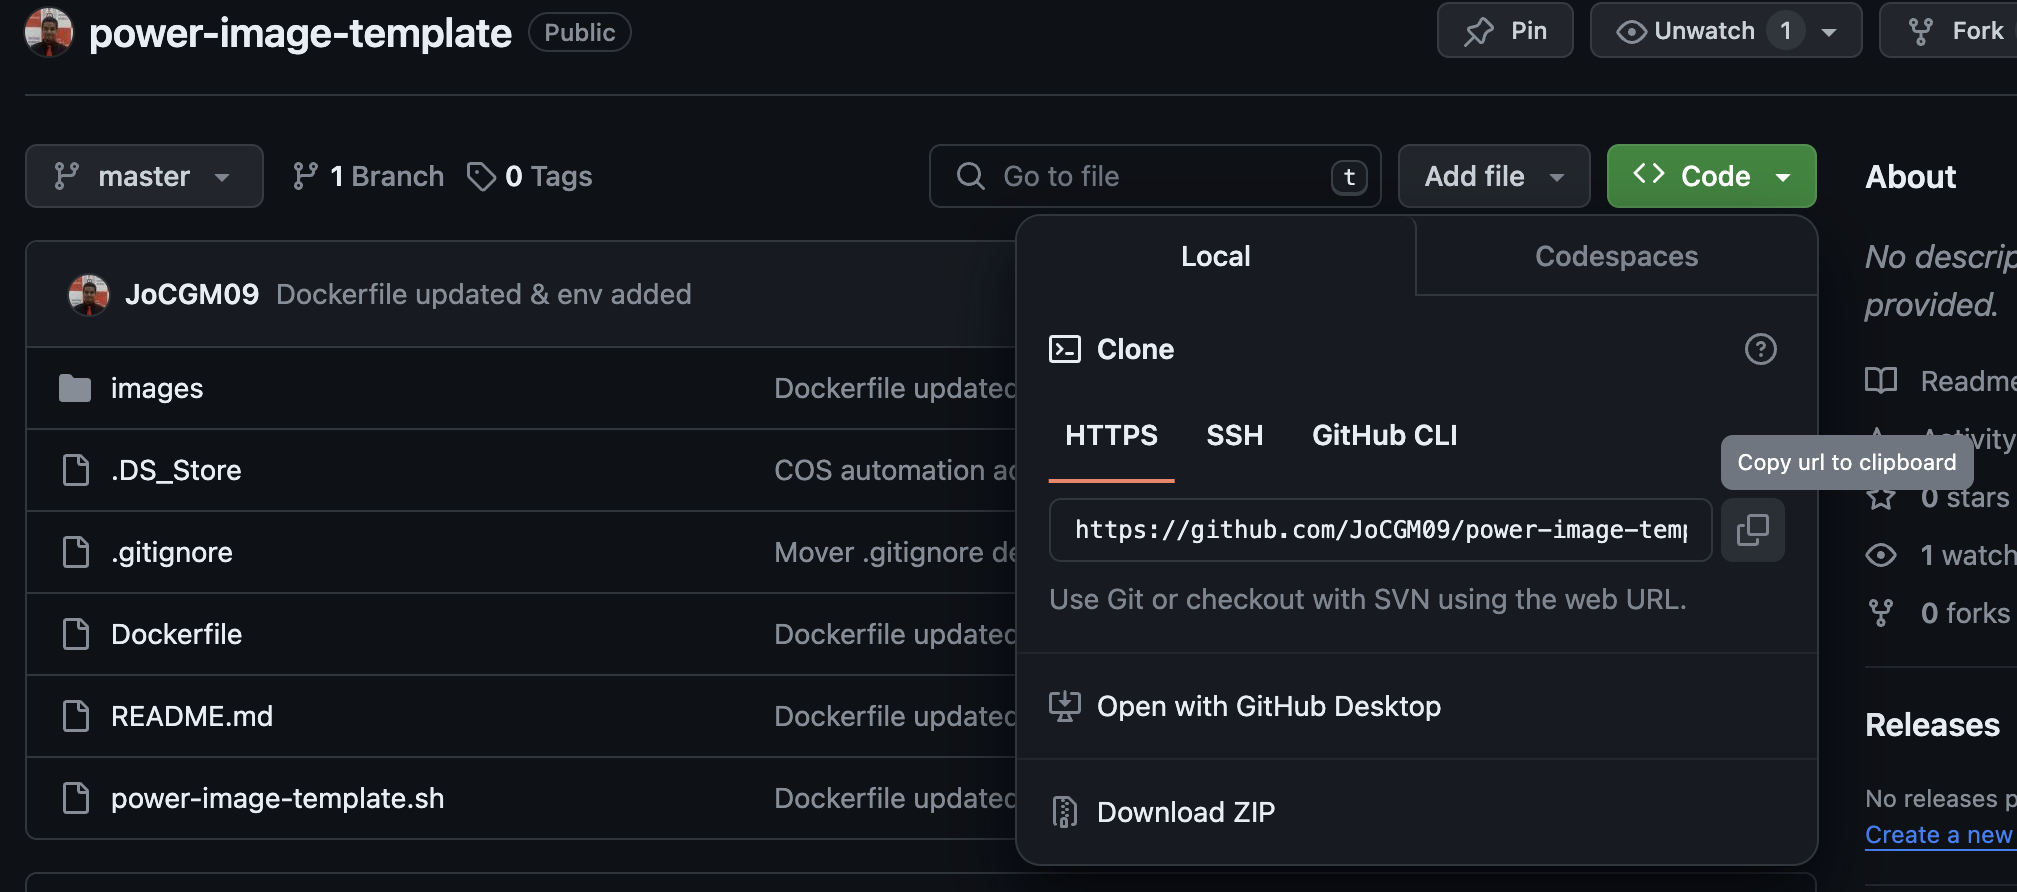 power-image-template Public Pin Unwatch 1 Fork
master 1 Branch 0 Tags Go to file t Add file Code
About
No descrip
provided.
Local Codespaces
JoCGM09 Dockerfile updated & env added
Clone
images Dockerfile updated
Readme
HTTPS SSH GitHub CLI
Activity
Copy url to clipboard
.DS_Store COS automation ad
0 stars
https://github.com/JoCGM09/power-image-temp
.gitignore Mover .gitignore de
1 watch
Use Git or checkout with SVN using the web URL.
0 forks
Dockerfile Dockerfile updated
README.md Dockerfile updated
Open with GitHub Desktop
Releases
power-image-template.sh Dockerfile updated
Download ZIP
No releases p
Create a new